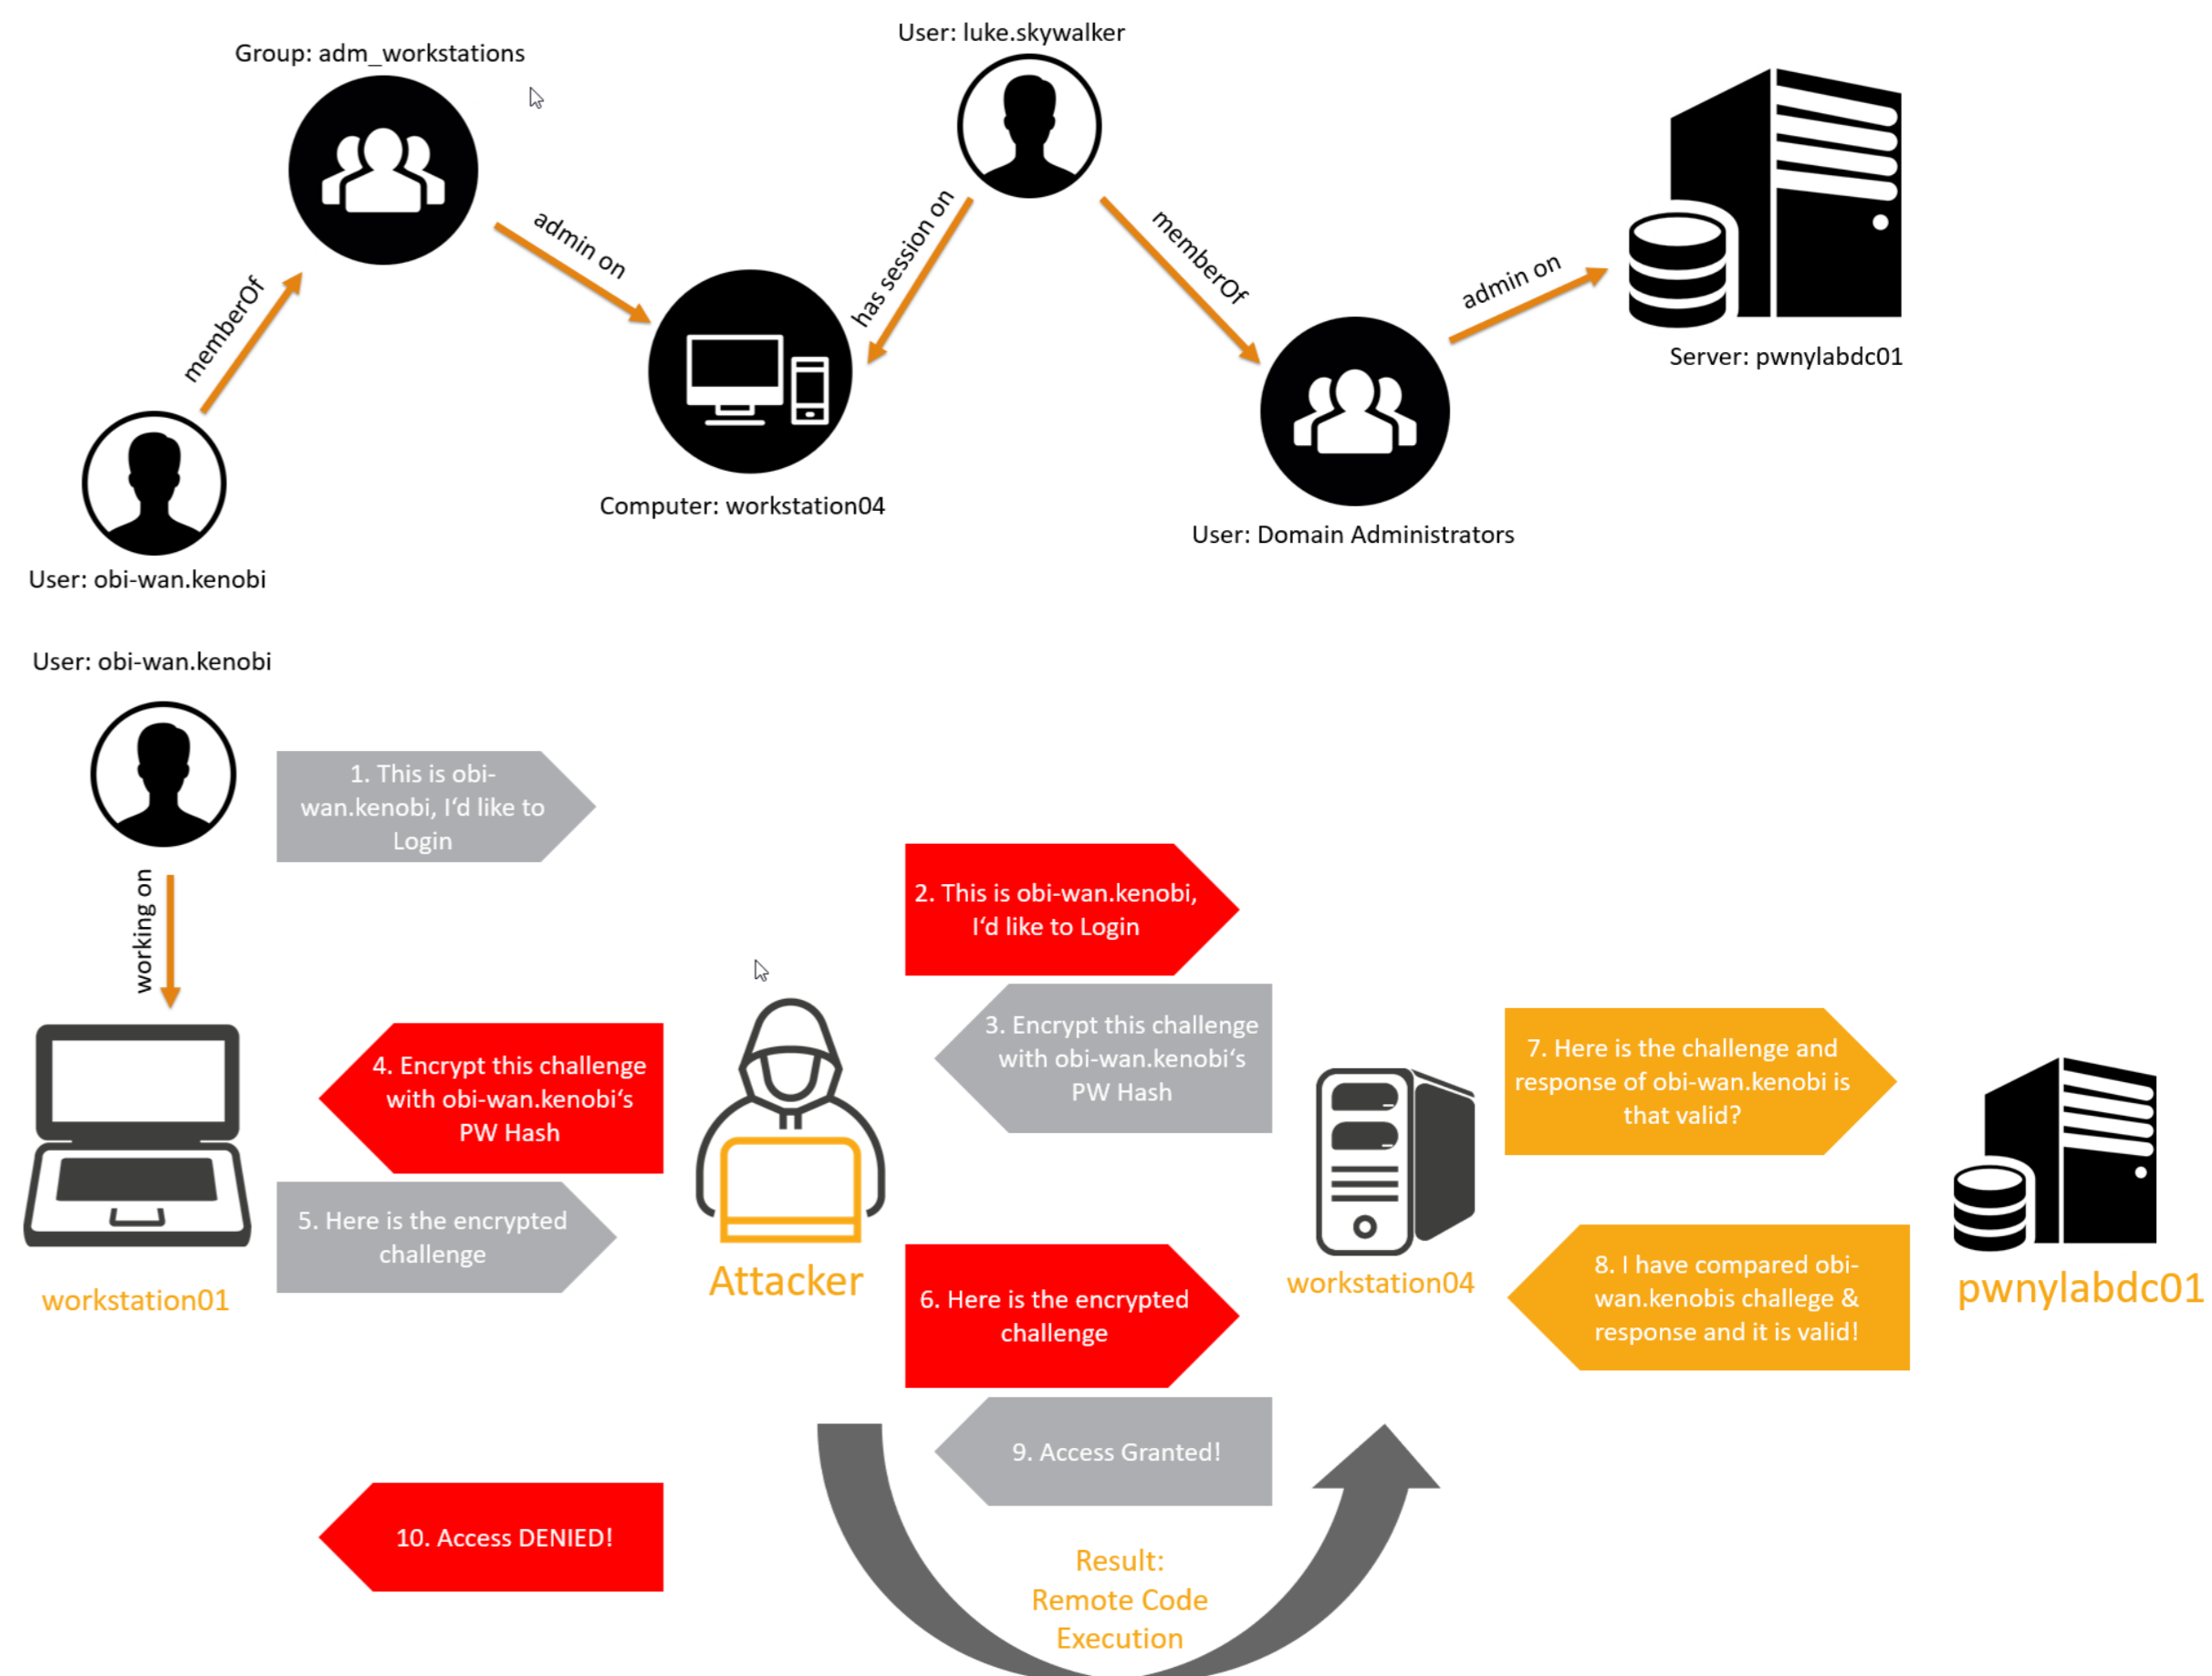 User: luke.skywalker
Group: adm_workstations
admin on
has session on
memberOf
admin on
memberOf
Server: pwnylabdc01
Computer: workstation04
User: Domain Administrators
User: obi-wan.kenobi
User: obi-wan.kenobi
working on
1. This is obi-
wan.kenobi, I‘d like to
Login
2. This is obi-wan.kenobi,
I‘d like to Login
3. Encrypt this challenge
with obi-wan.kenobi‘s
PW Hash
4. Encrypt this challenge
with obi-wan.kenobi‘s
PW Hash
5. Here is the encrypted
challenge
6. Here is the encrypted
challenge
7. Here is the challenge and
response of obi-wan.kenobi is
that valid?
8. I have compared obi-
wan.kenobis challege &
response and it is valid!
9. Access Granted!
10. Access DENIED!
workstation01
Attacker
workstation04
pwnylabdc01
Result:
Remote Code
Execution